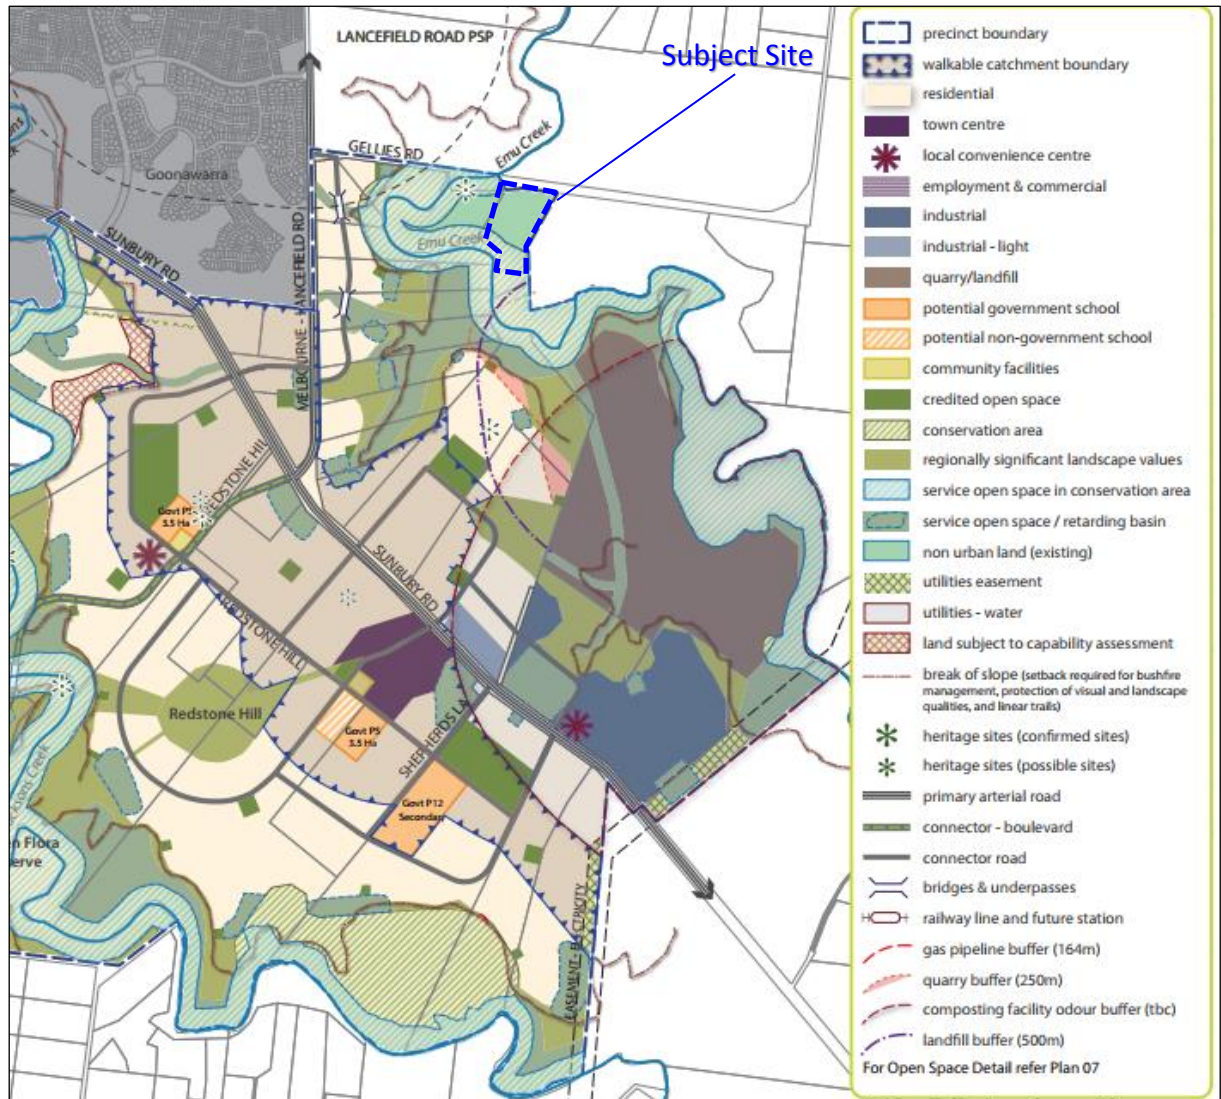 LANCEFIELD ROAD PSP
Subject Site
GELLIES RD
Emu Creek
Goonawarra
Emu Creek
SUNBURY RD
MELBOURNE - LANCEFIELD RD
REDSTONE HIL
3.5 Ha
SUNBURY RD
REDSTONE HILL
Redstone Hill
Govt P5
3.5 Ha
SHEPHERDS LA
Govt P12
Secondary
Creek
n Flora
erve
EASEMENT - ELECTRICITY
precinct boundary
walkable catchment boundary
residential
town centre
local convenience centre
employment & commercial
industrial
industrial - light
quarry/landfill
potential government school
potential non-government school
community facilities
credited open space
conservation area
regionally significant landscape values
service open space in conservation area
service open space / retarding basin
non urban land (existing)
utilities easement
utilities - water
land subject to capability assessment
break of slope (setback required for bushfire
management, protection of visual and landscape
qualities, and linear trails)
heritage sites (confirmed sites)
heritage sites (possible sites)
primary arterial road
connector - boulevard
connector road
bridges & underpasses
railway line and future station
gas pipeline buffer (164m)
quarry buffer (250m)
composting facility odour buffer (tbc)
landfill buffer (500m)
For Open Space Detail refer Plan 07